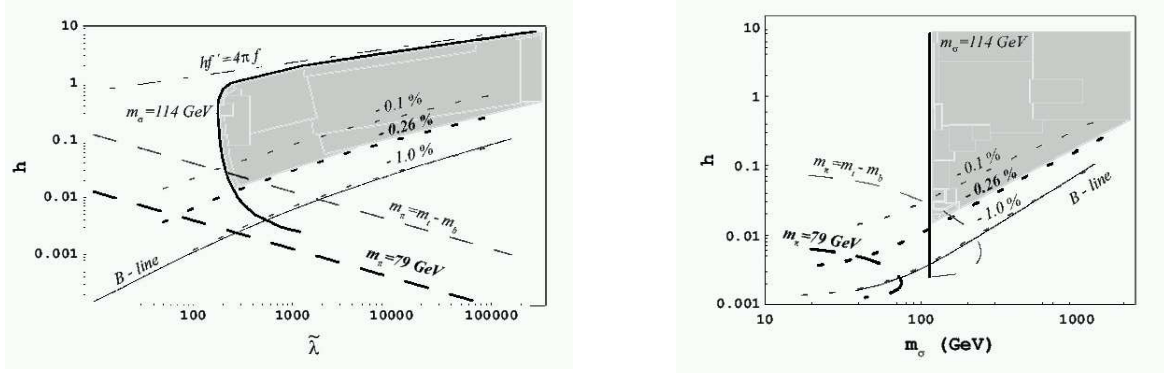 10
1
0.1
0.01
0.001
h
100
1000
10000
100000
λ̃
hf´=4πf
m_σ=114 GeV
- 0.1 %
- 0.26 %
- 1.0 %
m_π=m_t - m_b
m_π=79 GeV
B - line
10
1
0.1
0.01
0.001
h
10
100
1000
m_σ (GeV)
m_σ=114 GeV
- 0.1 %
- 0.26 %
- 1.0 %
m_π=m_t - m_b
m_π=79 GeV
B - line